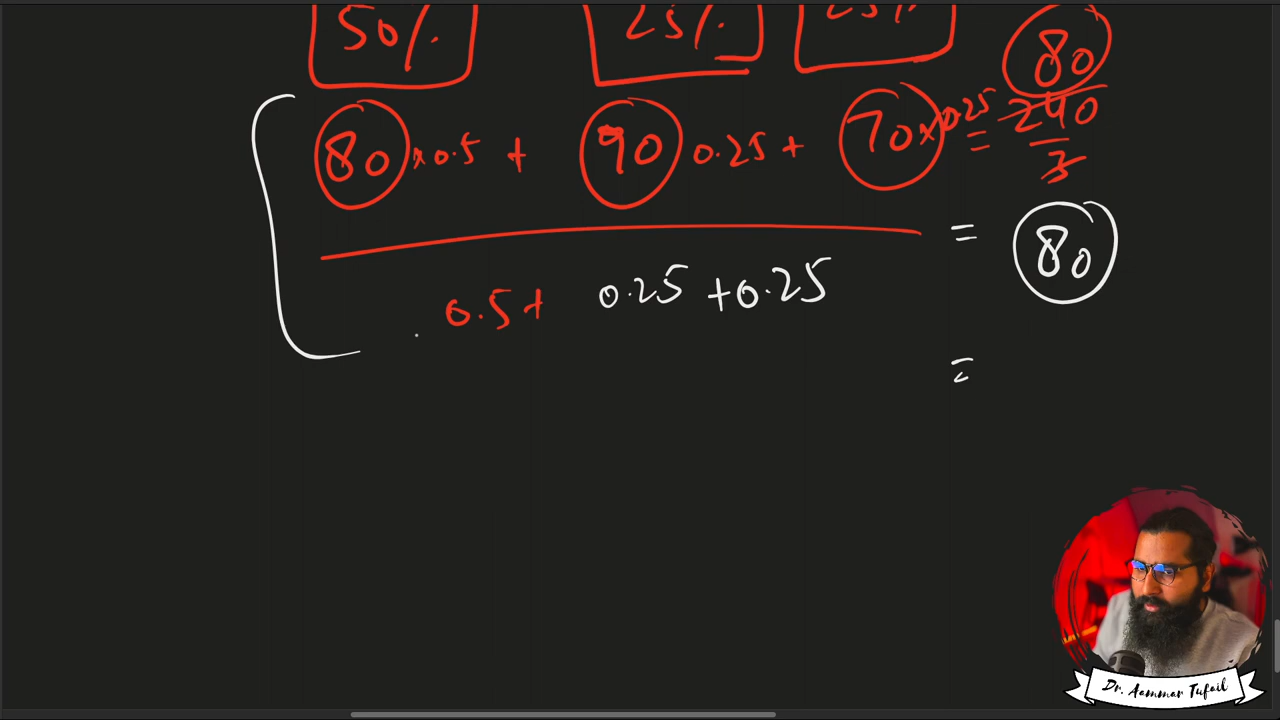 50% 25% 25% 80
80 × 0.5 + 90 0.25 + 70 × 0.25 = 240
3
= 80
0.5 + 0.25 + 0.25
=
Dr. Aammar Tufail